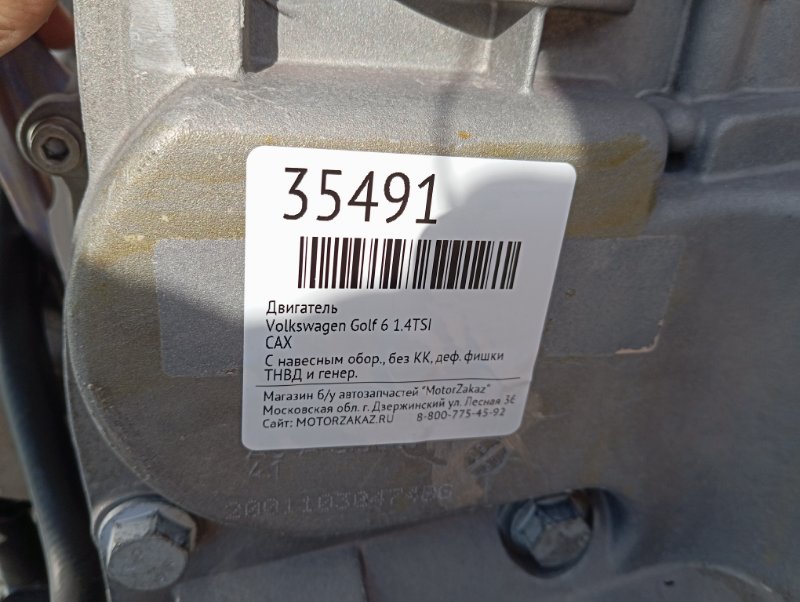 35491
Двигатель
Volkswagen Golf 6 1.4TSI
CAX
С навесным обор., без КК, деф. фишки
ТНВД и генер.
Магазин б/у автозапчастей "MotorZakaz"
Московская обл. г. Дзержинский ул. Лесная 3Е
Сайт: MOTORZAKAZ.RU 8-800-775-45-92